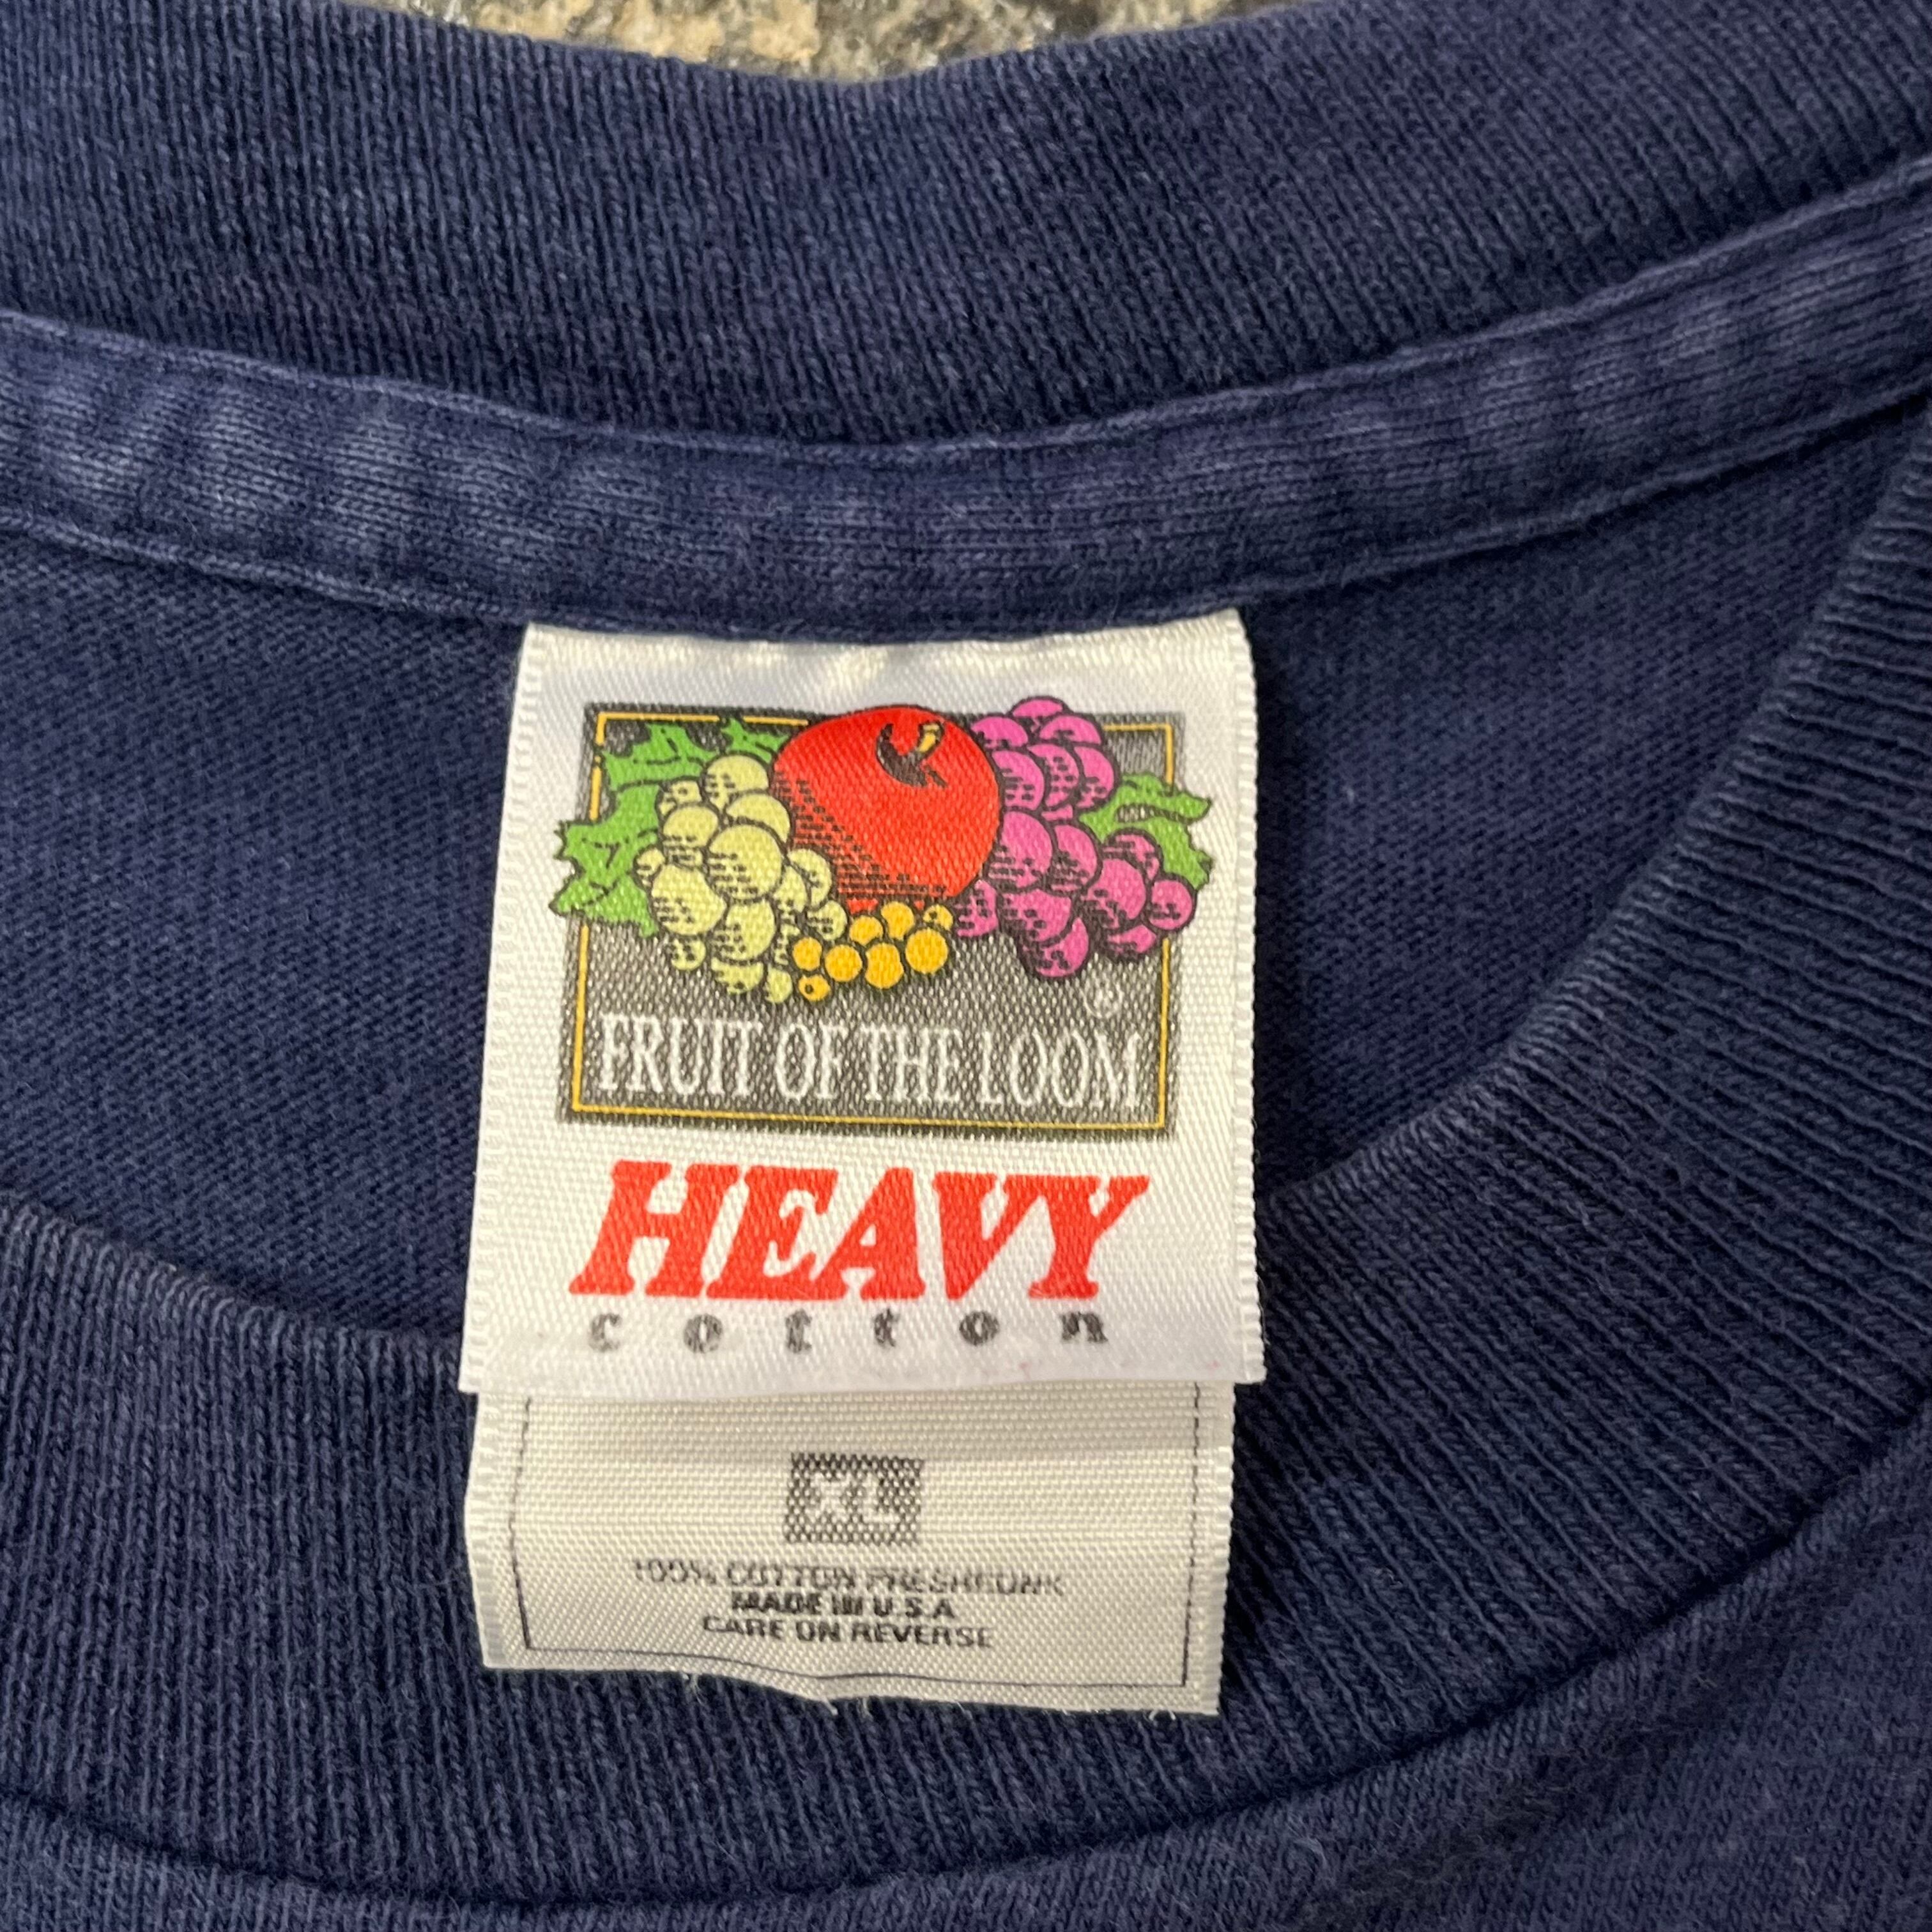 ®
FRUIT OF THE LOOM
HEAVY
cotton
XL
100% COTTON PRESHRUNK
MADE IN U.S.A
CARE ON REVERSE